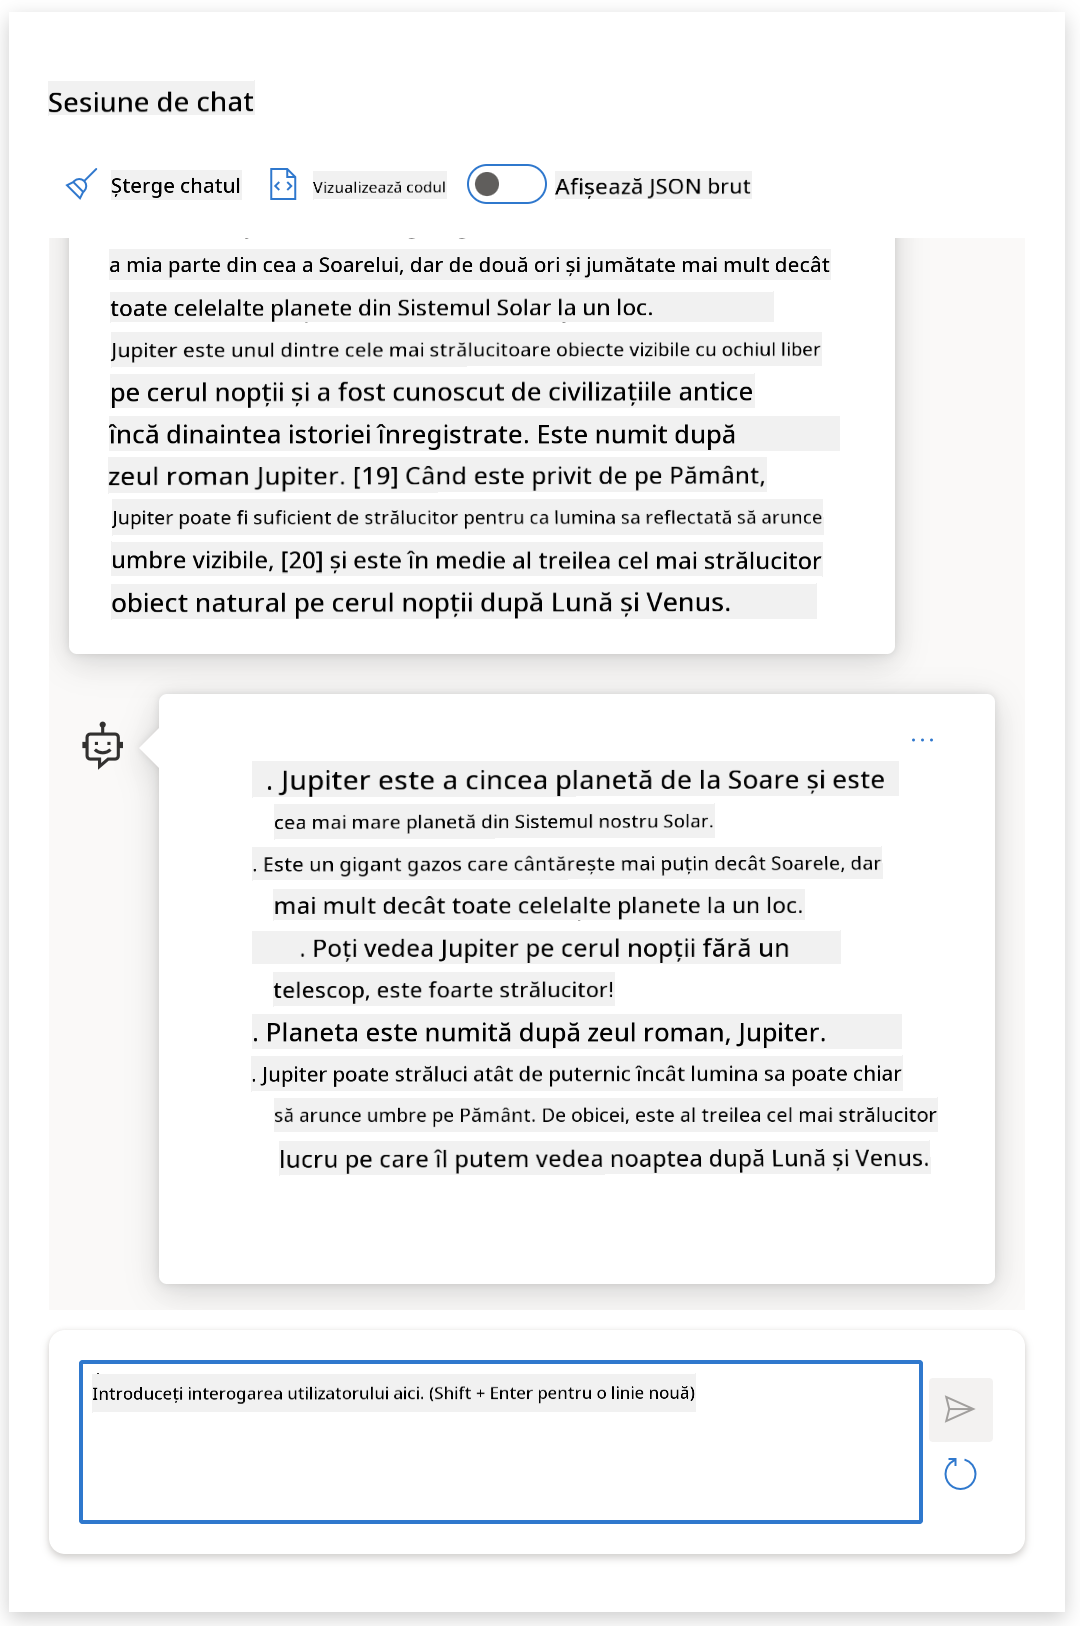 Sesiune de chat
Șterge chatul
Vizualizează codul
Afișează JSON brut
a mia parte din cea a Soarelui, dar de două ori și jumătate mai mult decât
toate celelalte planete din Sistemul Solar la un loc.
Jupiter este unul dintre cele mai strălucitoare obiecte vizibile cu ochiul liber
pe cerul nopții și a fost cunoscut de civilizațiile antice
încă dinaintea istoriei înregistrate. Este numit după
zeul roman Jupiter. [19] Când este privit de pe Pământ,
Jupiter poate fi suficient de strălucitor pentru ca lumina sa reflectată să arunce
umbre vizibile, [20] și este în medie al treilea cel mai strălucitor
obiect natural pe cerul nopții după Lună și Venus.
. Jupiter este a cincea planetă de la Soare și este
cea mai mare planetă din Sistemul nostru Solar.
. Este un gigant gazos care cântărește mai puțin decât Soarele, dar
mai mult decât toate celelalte planete la un loc.
. Poți vedea Jupiter pe cerul nopții fără un
telescop, este foarte strălucitor!
. Planeta este numită după zeul roman, Jupiter.
. Jupiter poate străluci atât de puternic încât lumina sa poate chiar
să arunce umbre pe Pământ. De obicei, este al treilea cel mai strălucitor
lucru pe care îl putem vedea noaptea după Lună și Venus.
Introduceți interogarea utilizatorului aici. (Shift + Enter pentru o linie nouă)